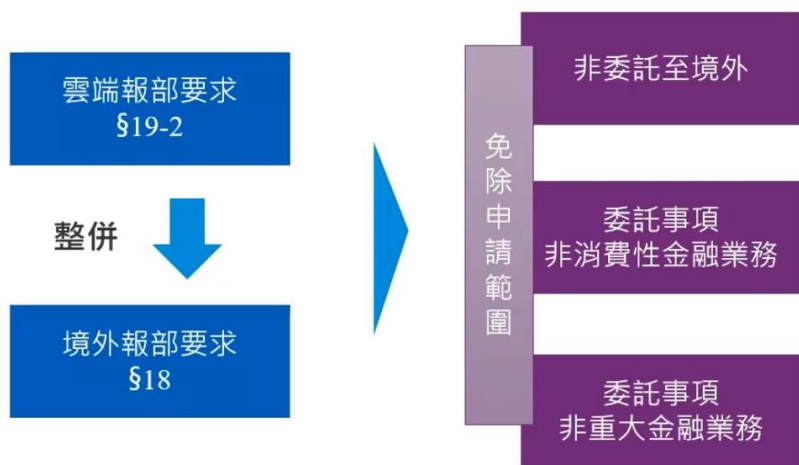 雲端報部要求
§19-2
整併
境外報部要求
§18
免除申請範圍
非委託至境外
委託事項
非消費性金融業務
委託事項
非重大金融業務